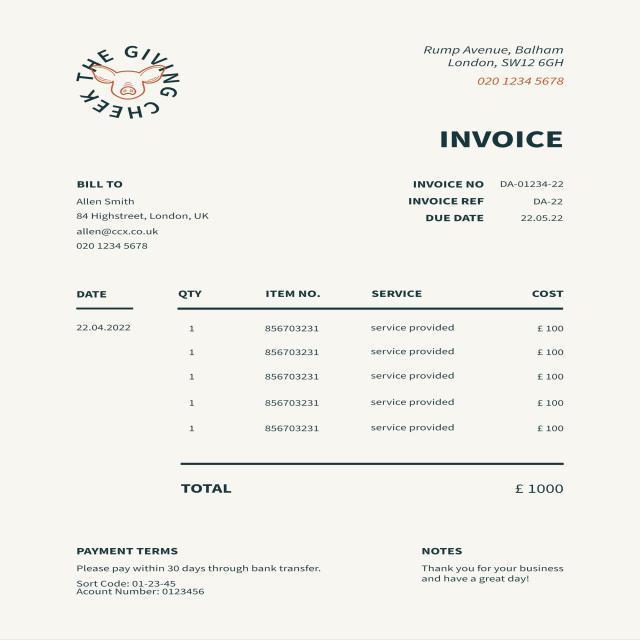 THE GIVING CHEEK
Rump Avenue, Balham
London, SW12 6GH
020 1234 5678
INVOICE
BILL TO
Allen Smith
84 Highstreet, London, UK
allen@ccx.co.uk
020 1234 5678
INVOICE NO DA-01234-22
INVOICE REF DA-22
DUE DATE 22.05.22
DATE QTY ITEM NO. SERVICE COST
22.04.2022 1 856703231 service provided £ 100
1 856703231 service provided £ 100
1 856703231 service provided £ 100
1 856703231 service provided £ 100
1 856703231 service provided £ 100
TOTAL £ 1000
PAYMENT TERMS
Please pay within 30 days through bank transfer.
Sort Code: 01-23-45
Acount Number: 0123456
NOTES
Thank you for your business
and have a great day!